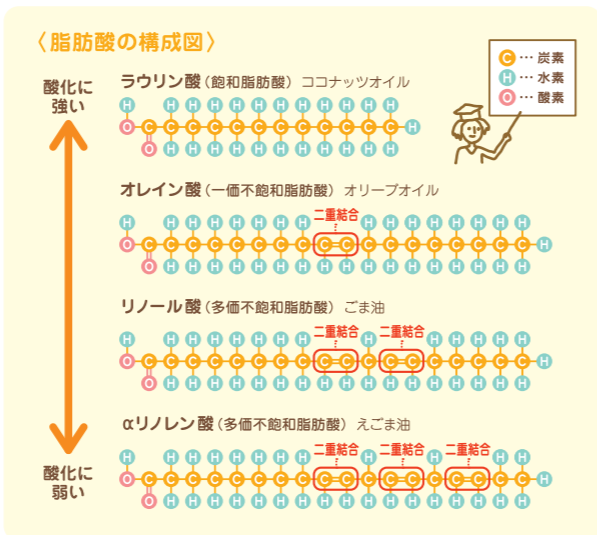 〈脂肪酸の構成図〉
C … 炭素
H … 水素
O … 酸素
酸化に
強い
ラウリン酸（飽和脂肪酸） ココナッツオイル
H H H H H H H H H H H H
O C C C C C C C C C C C C H
O H H H H H H H H H H H
オレイン酸（一価不飽和脂肪酸） オリーブオイル
二重結合
H H H H H H H H H H H H H H H H
O C C C C C C C C C C C C C C C C C C H
O H H H H H H H H H H H H H H H H H
リノール酸（多価不飽和脂肪酸） ごま油
二重結合 二重結合
H H H H H H H H H H H H H H
O C C C C C C C C C C C C C C C C C C H
O H H H H H H H H H H H H H H H H H
αリノレン酸（多価不飽和脂肪酸） えごま油
二重結合 二重結合 二重結合
H H H H H H H H H H H H
O C C C C C C C C C C C C C C C C C C H
O H H H H H H H H H H H H H H H H H
酸化に
弱い